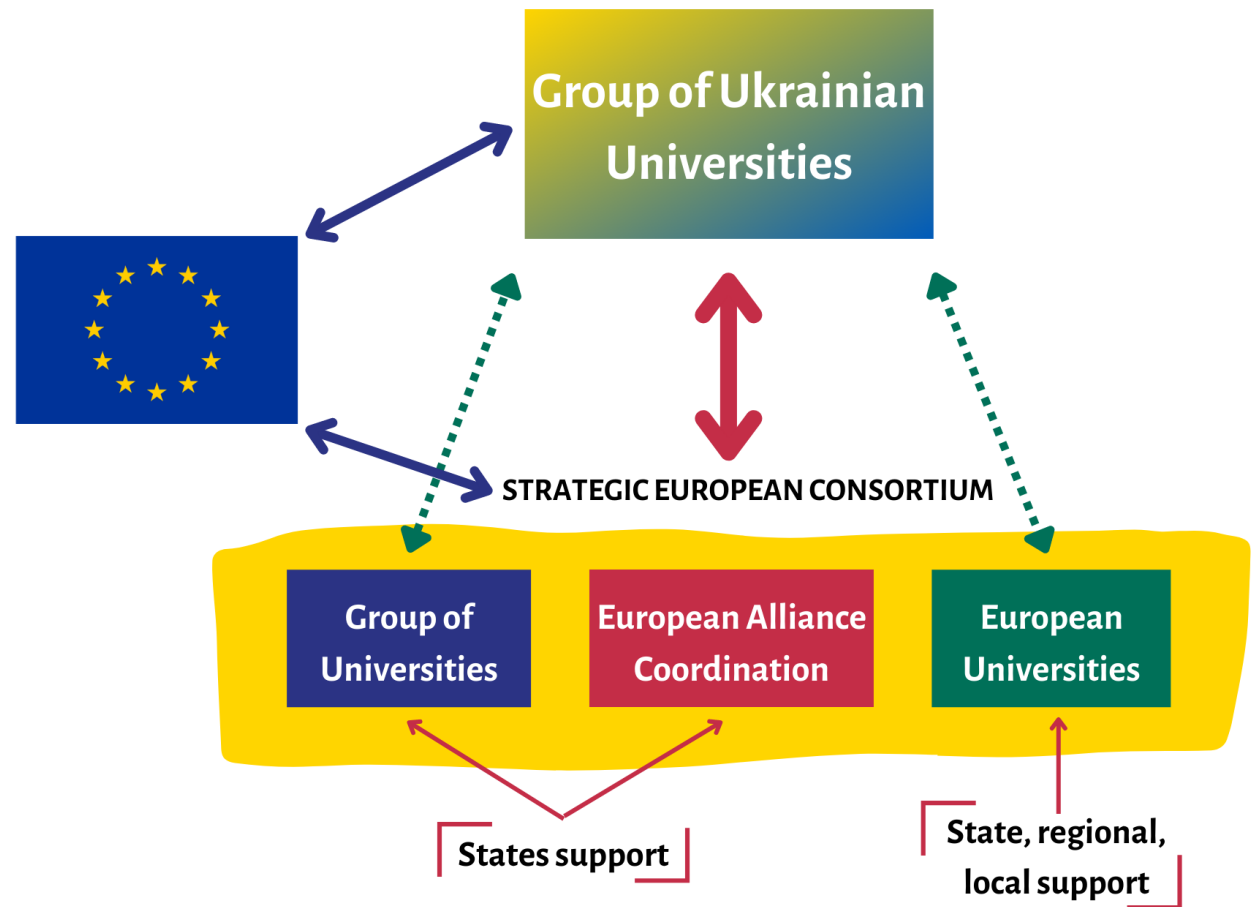 Group of Ukrainian
Universities
STRATEGIC EUROPEAN CONSORTIUM
Group of
Universities
European Alliance
Coordination
European
Universities
States support
State, regional,
local support